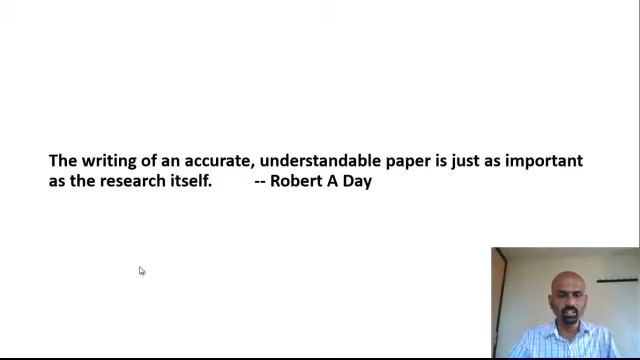 The writing of an accurate, understandable paper is just as important
as the research itself. -- Robert A Day